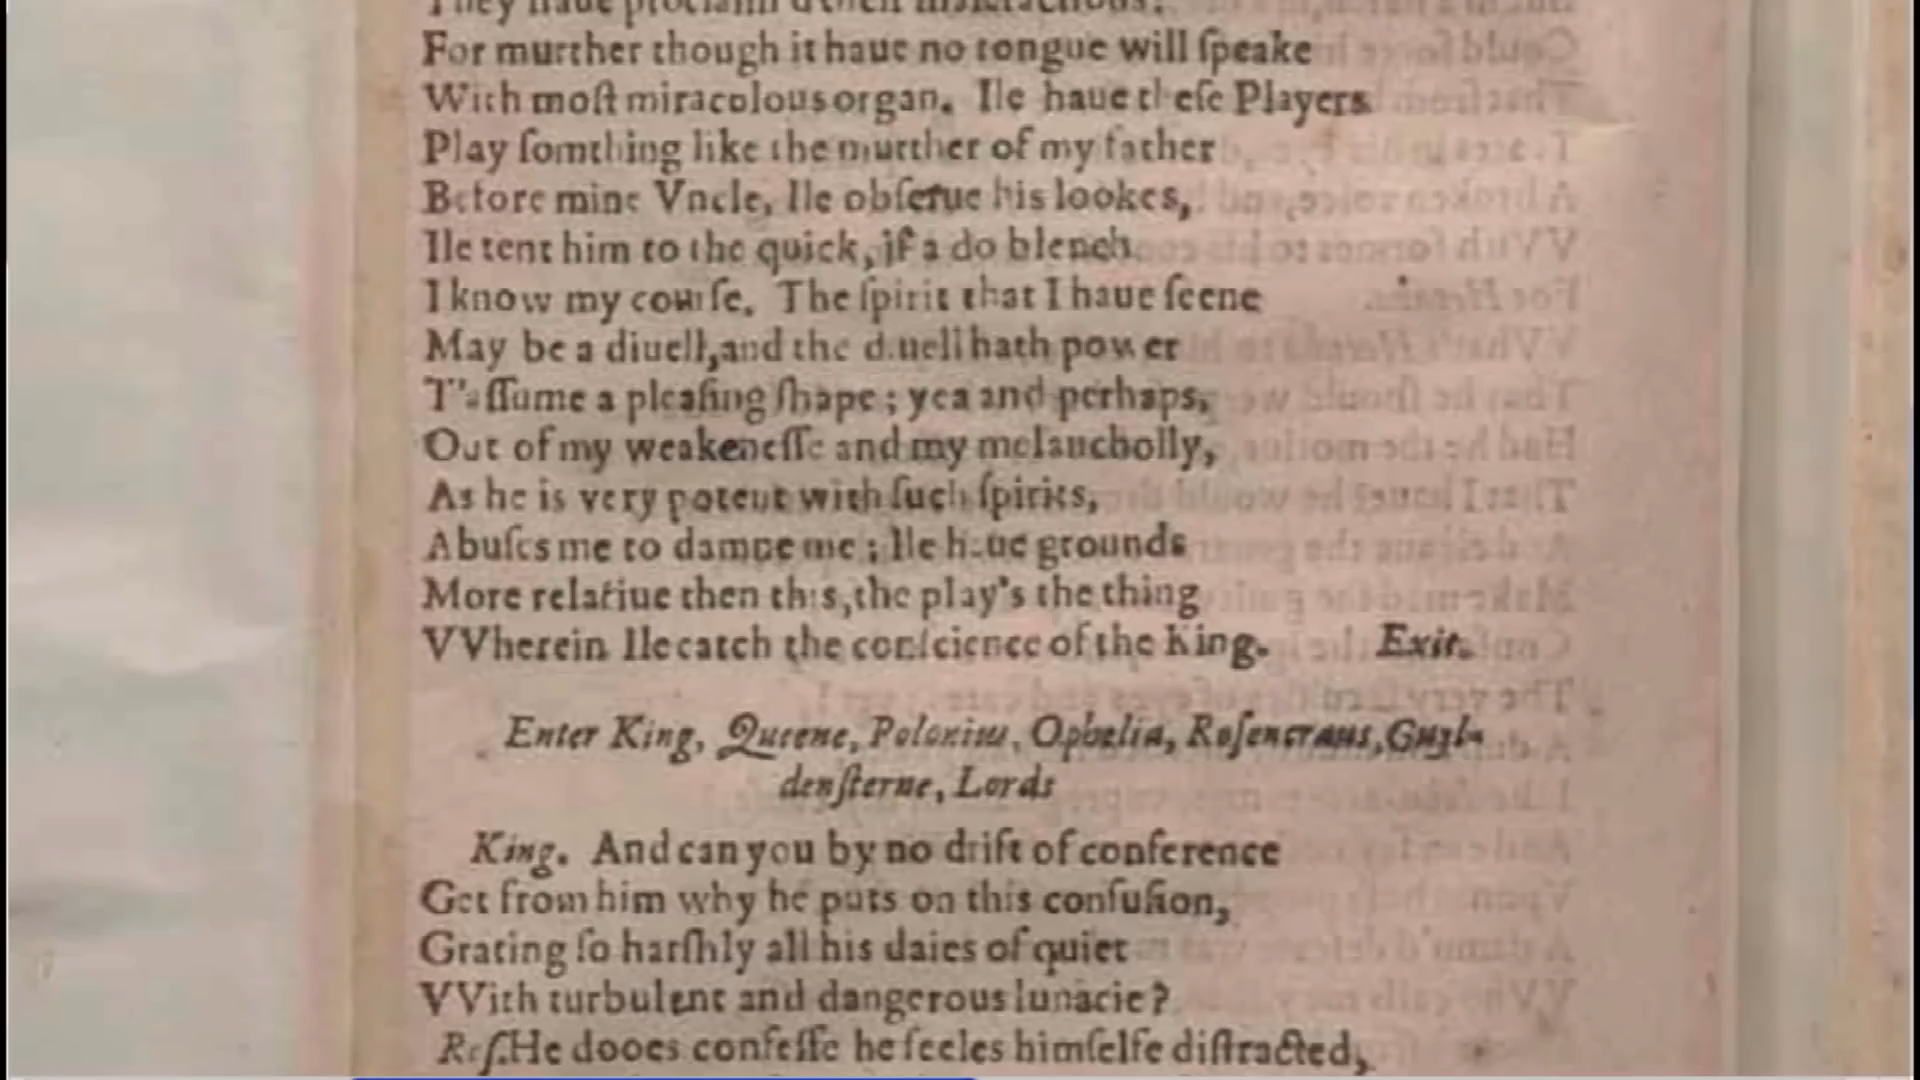 They haue proclaim'd their malefactions:
For murther though it haue no tongue will ſpeake
With moſt miracolous organ. Ile haue theſe Players
Play ſomthing like the murther of my father
Before mine Vncle, Ile obſerue his lookes,
Ile tent him to the quick, if a do blench
I know my courſe. The ſpirit that I haue ſeene
May be a diuell, and the diuell hath power
T'aſſume a pleaſing ſhape; yea and perhaps,
Out of my weakeneſſe and my melancholly,
As he is very potent with ſuch ſpirits,
Abuſes me to damne me; Ile haue grounds
More relatiue then this, the play's the thing
VVherein Ile catch the conſcience of the King. Exit.
Enter King, Queene, Polonius, Ophelia, Roſencraus, Guyl-
denſterne, Lords
King. And can you by no drift of conference
Get from him why he puts on this confuſion,
Grating ſo harſhly all his daies of quiet
VVith turbulent and dangerous lunacie?
Roſ. He dooes confeſſe he feeles himſelfe diſtracted,